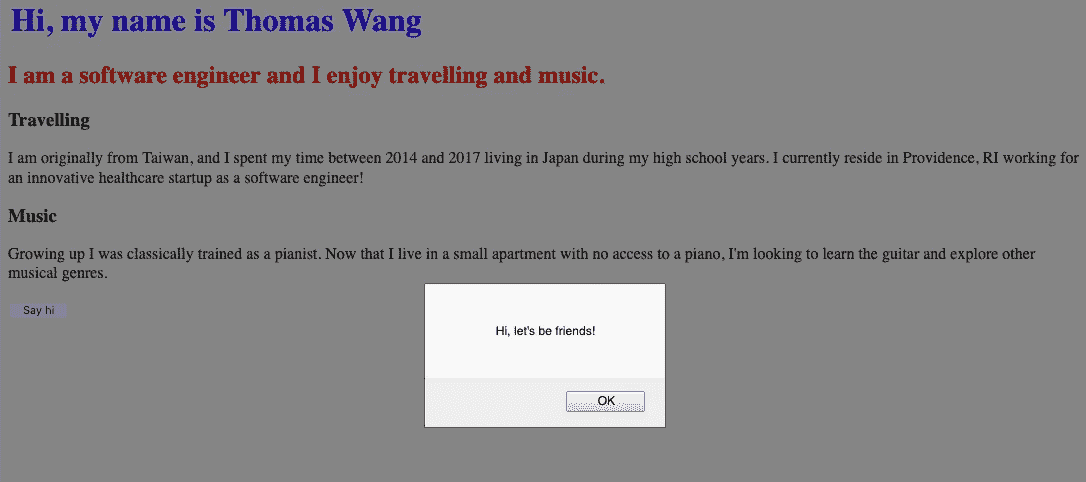 Hi, my name is Thomas Wang
I am a software engineer and I enjoy travelling and music.
Travelling
I am originally from Taiwan, and I spent my time between 2014 and 2017 living in Japan during my high school years. I currently reside in Providence, RI working for
an innovative healthcare startup as a software engineer!
Music
Growing up I was classically trained as a pianist. Now that I live in a small apartment with no access to a piano, I'm looking to learn the guitar and explore other
musical genres.
Say hi
Hi, let's be friends!
OK